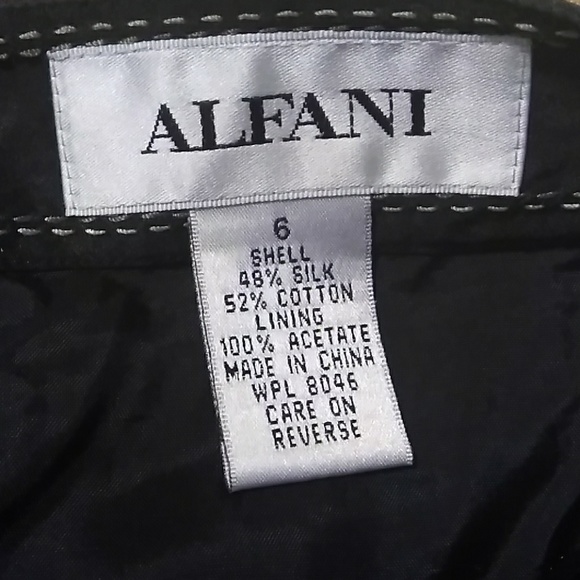 ALFANI
6
SHELL
48% SILK
52% COTTON
LINING
100% ACETATE
MADE IN CHINA
WPL 8046
CARE ON
REVERSE